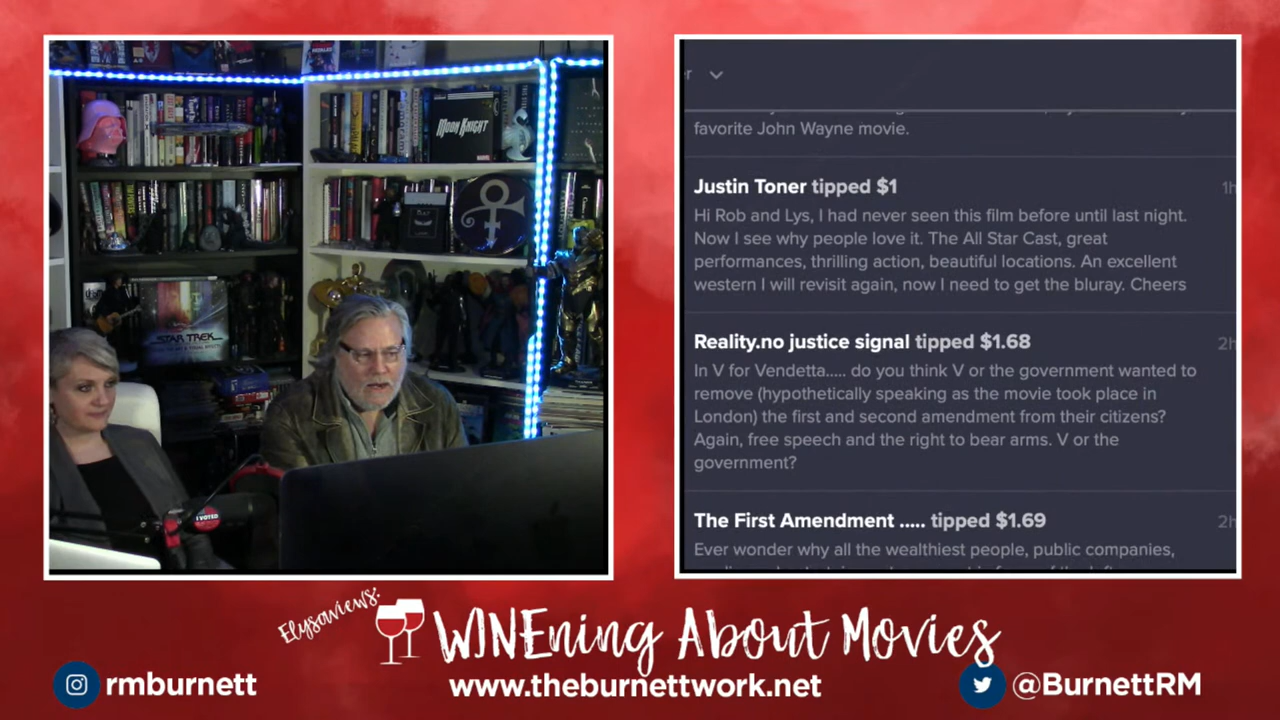 MOON KNIGHT
STAR TREK
I VOTED
r
favorite John Wayne movie.
Justin Toner tipped $1
1h
Hi Rob and Lys, I had never seen this film before until last night.
Now I see why people love it. The All Star Cast, great
performances, thrilling action, beautiful locations. An excellent
western I will revisit again, now I need to get the bluray. Cheers
Reality.no justice signal tipped $1.68
2h
In V for Vendetta..... do you think V or the government wanted to
remove (hypothetically speaking as the movie took place in
London) the first and second amendment from their citizens?
Again, free speech and the right to bear arms. V or the
government?
The First Amendment ..... tipped $1.69
2h
Ever wonder why all the wealthiest people, public companies,
Elysaviews:
WINEning About Movies
rmburnett
www.theburnettwork.net
@BurnettRM